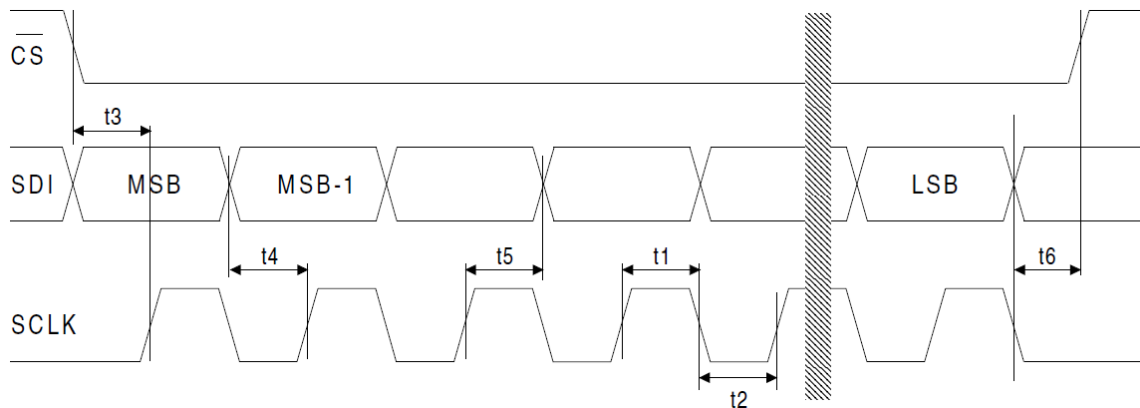 CS
t3
SDI MSB MSB-1 LSB
t4 t5 t1 t6
SCLK
t2